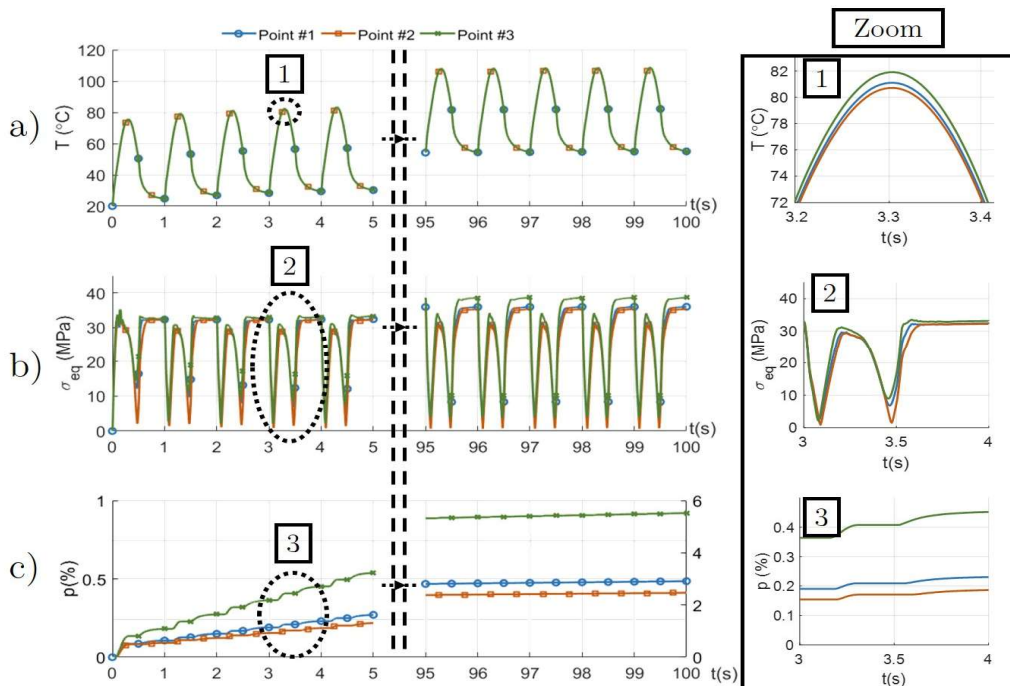 Point #1 Point #2 Point #3
Zoom
a)
T (°C)
120
100
80
60
40
20
1
0 1 2 3 4 5
95 96 97 98 99 100
t(s)
1
T (°C)
82
80
78
76
74
72
3.2 3.3 3.4
t(s)
b)
σeq (MPa)
40
30
20
10
0
2
0 1 2 3 4 5
95 96 97 98 99 100
t(s)
2
σeq (MPa)
40
30
20
10
0
3 3.5 4
t(s)
c)
p(%)
1
0.5
0
3
6
4
2
0
0 1 2 3 4 5
95 96 97 98 99 100
t(s)
3
p (%)
0.4
0.3
0.2
0.1
0
3 3.5 4
t(s)